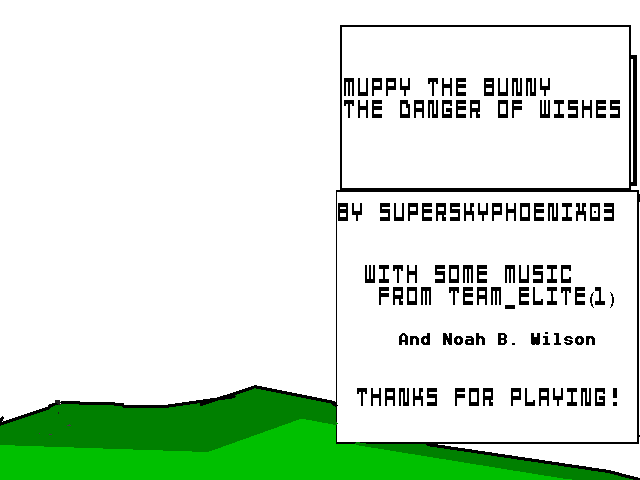 MUPPY THE BUNNY
THE DANGER OF WISHES
BY SUPERSKYPHOENIX03
WITH SOME MUSIC
FROM TEAM_ELITE(1)
And Noah B. Wilson
THANKS FOR PLAYING!